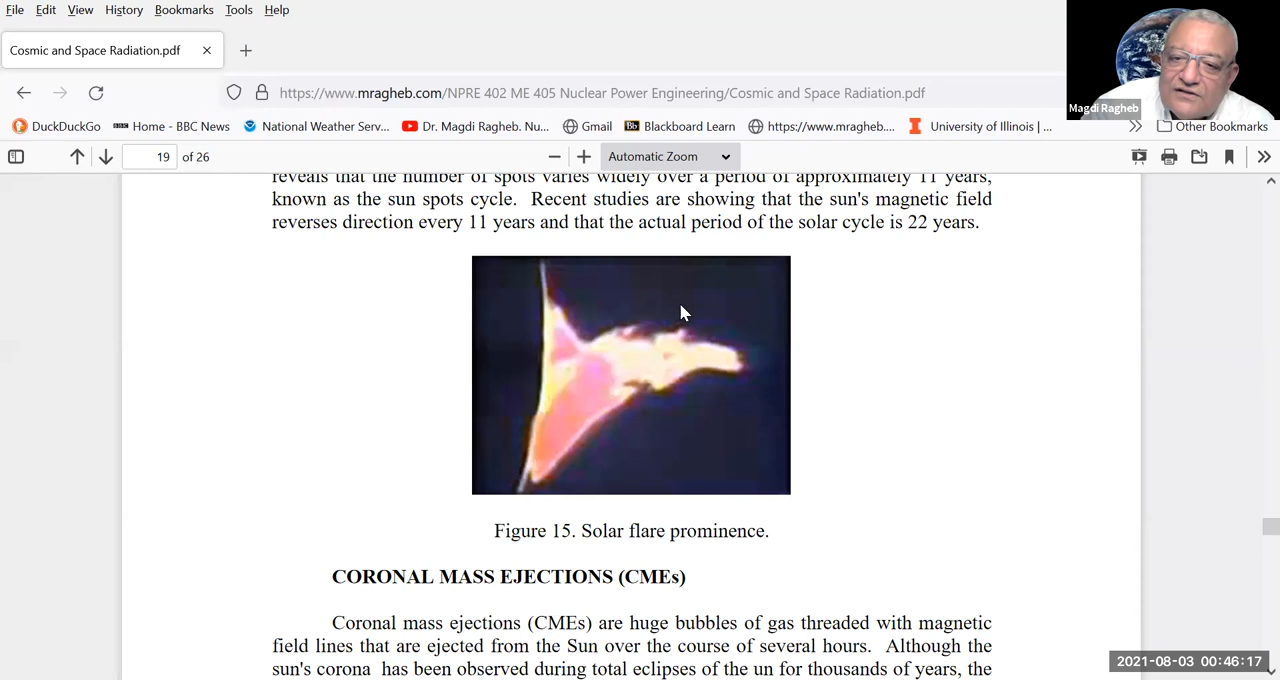 File Edit View History Bookmarks Tools Help
Cosmic and Space Radiation.pdf
https://www.mragheb.com/NPRE 402 ME 405 Nuclear Power Engineering/Cosmic and Space Radiation.pdf
Magdi Ragheb
DuckDuckGo BBC Home - BBC News National Weather Serv... Dr. Magdi Ragheb. Nu... Gmail Bb Blackboard Learn https://www.mragheb.... I University of Illinois | ... Other Bookmarks
19 of 26 Automatic Zoom
reveals that the number of spots varies widely over a period of approximately 11 years,
known as the sun spots cycle. Recent studies are showing that the sun's magnetic field
reverses direction every 11 years and that the actual period of the solar cycle is 22 years.
Figure 15. Solar flare prominence.
CORONAL MASS EJECTIONS (CMEs)
Coronal mass ejections (CMEs) are huge bubbles of gas threaded with magnetic
field lines that are ejected from the Sun over the course of several hours. Although the
sun's corona has been observed during total eclipses of the un for thousands of years, the
2021-08-03 00:46:17